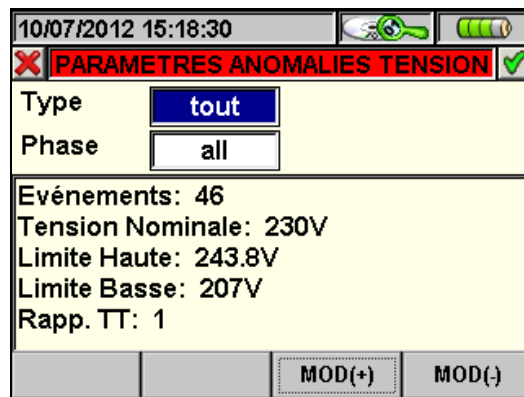 10/07/2012 15:18:30
PARAMETRES ANOMALIES TENSION
Type tout
Phase all
Evénements: 46
Tension Nominale: 230V
Limite Haute: 243.8V
Limite Basse: 207V
Rapp. TT: 1
MOD(+) MOD(-)